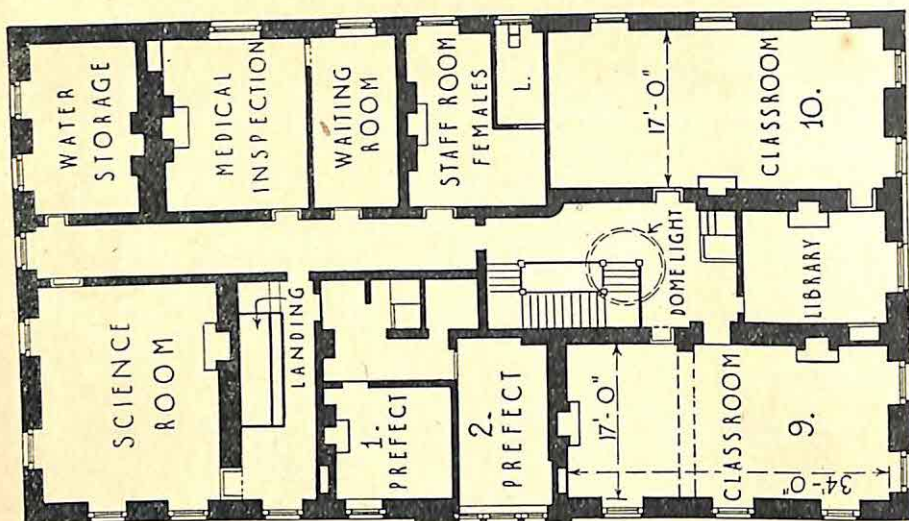 WATER
STORAGE
MEDICAL
INSPECTION
WAITING
ROOM
STAFF ROOM
FEMALES
L.
17'-0"
CLASSROOM
10.
SCIENCE
ROOM
LANDING
1.
PREFECT
2.
PREFECT
DOME LIGHT
LIBRARY
17'-0"
CLASSROOM
9.
34'-0"